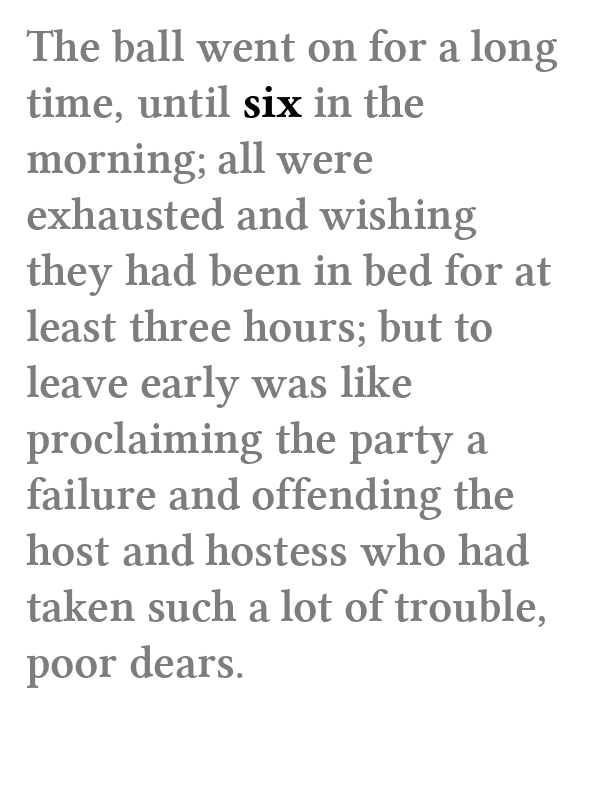 The ball went on for a long
time, until six in the
morning; all were
exhausted and wishing
they had been in bed for at
least three hours; but to
leave early was like
proclaiming the party a
failure and offending the
host and hostess who had
taken such a lot of trouble,
poor dears.